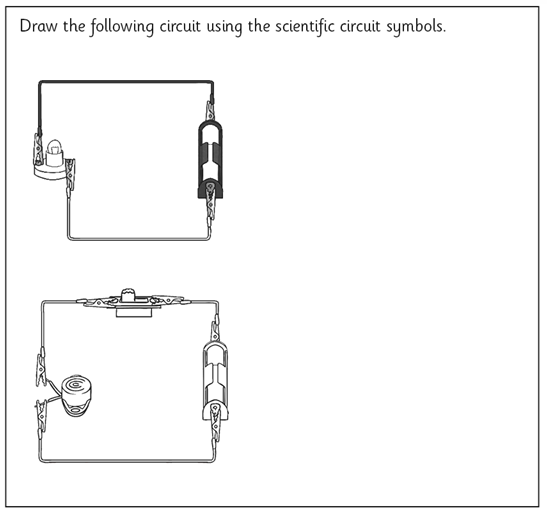 Draw the following circuit using the scientific circuit symbols.